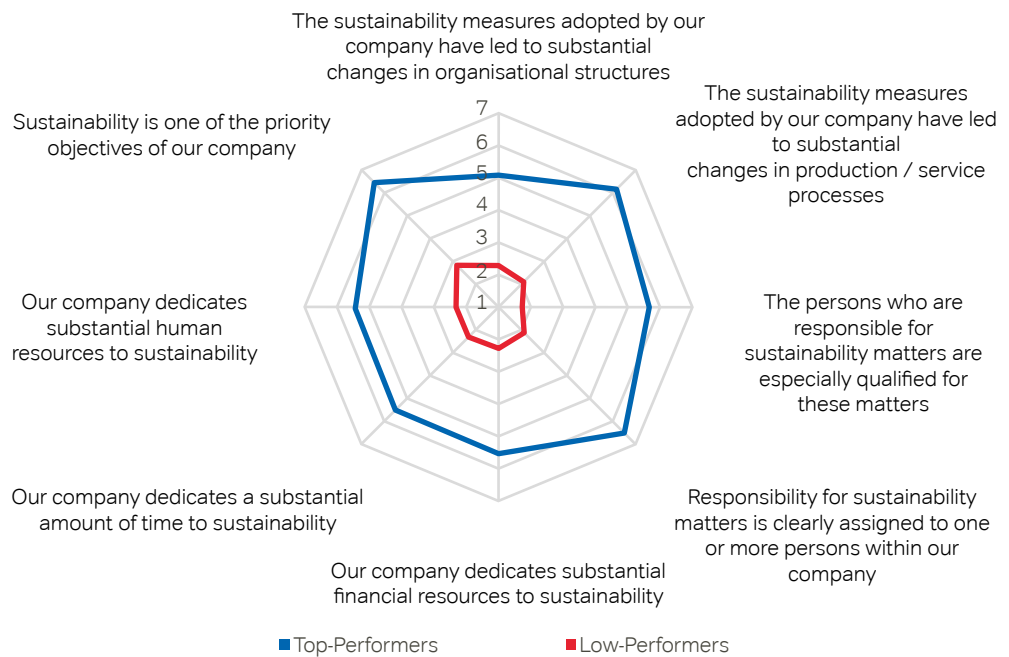 The sustainability measures adopted by our
company have led to substantial
changes in organisational structures
The sustainability measures
adopted by our company have led
to substantial
changes in production / service
processes
Sustainability is one of the priority
objectives of our company
7
6
5
4
3
2
1
Our company dedicates
substantial human
resources to sustainability
The persons who are
responsible for
sustainability matters are
especially qualified for
these matters
Our company dedicates a substantial
amount of time to sustainability
Responsibility for sustainability
matters is clearly assigned to one
or more persons within our
company
Our company dedicates substantial
financial resources to sustainability
Top-Performers
Low-Performers